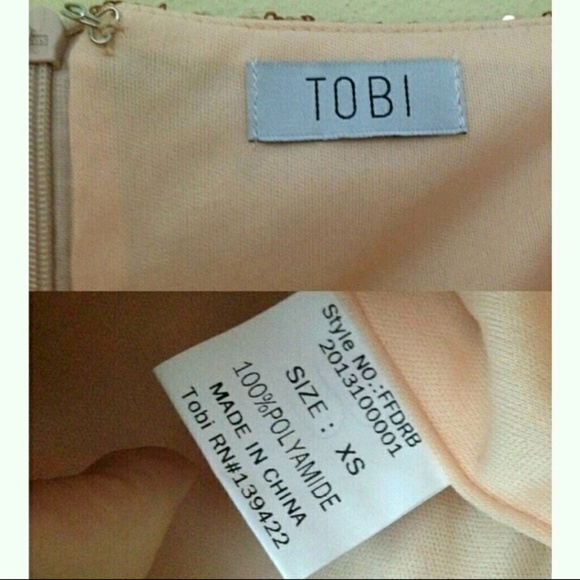 TOBI
Style NO.:FFDRB
2013100001
SIZE: XS
100%POLYAMIDE
MADE IN CHINA
Tobi RN#139422